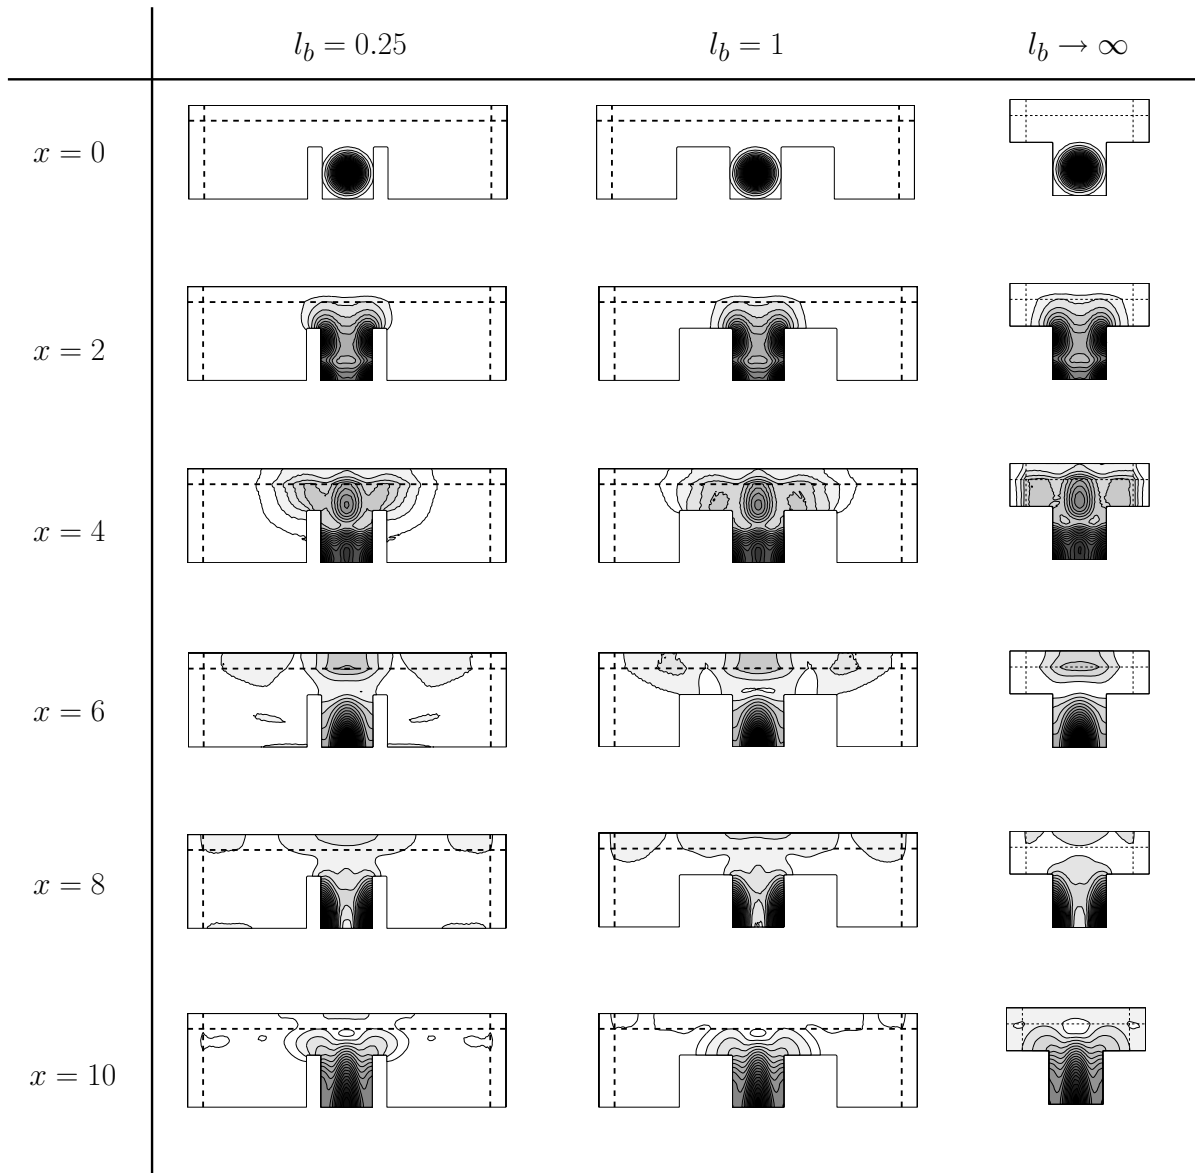 l_b = 0.25 l_b = 1 l_b → ∞
x = 0
x = 2
x = 4
x = 6
x = 8
x = 10